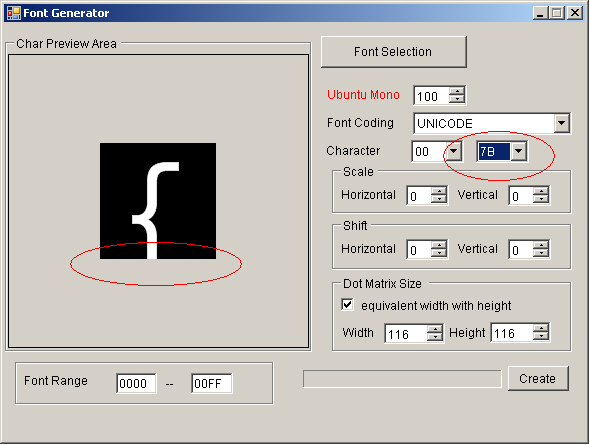 Font Generator
Char Preview Area
{
Font Selection
Ubuntu Mono 100
Font Coding UNICODE
Character 00 7B
Scale
Horizontal 0 Vertical 0
Shift
Horizontal 0 Vertical 0
Dot Matrix Size
equivalent width with height
Width 116 Height 116
Font Range 0000 -- 00FF
Create